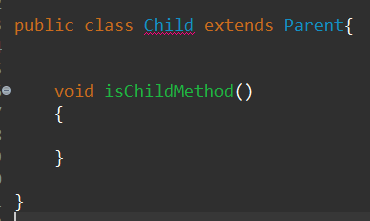 public class Child extends Parent{
void isChildMethod()
{
}
}